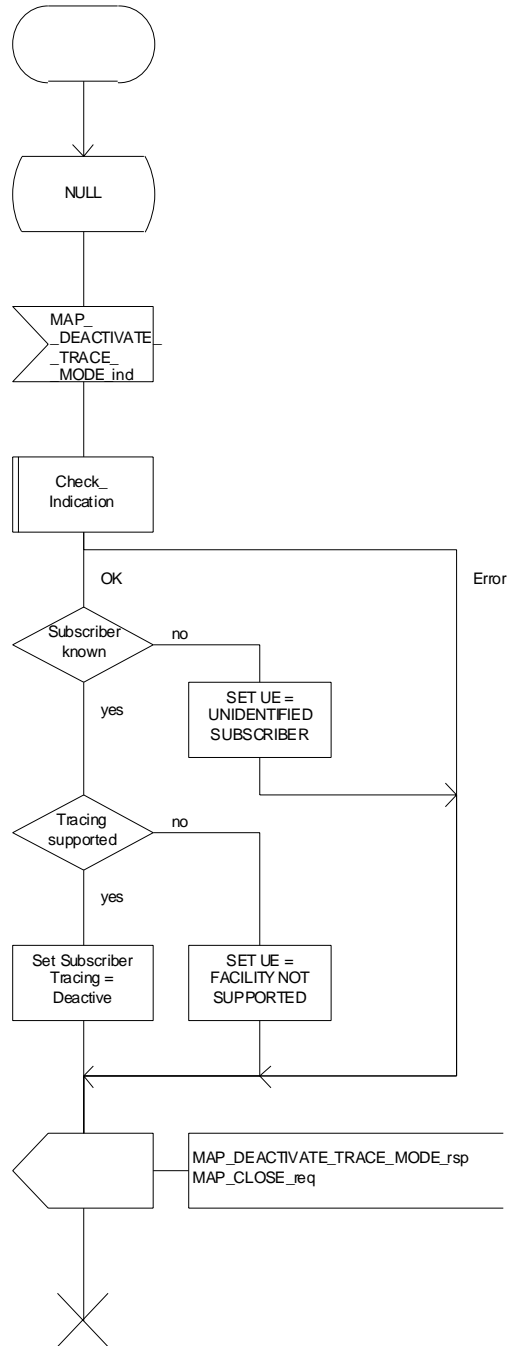 NULL
MAP_
_DEACTIVATE_
_TRACE_
_MODE_ind
Check_
Indication
OK
Error
Subscriber
known
no
yes
SET UE =
UNIDENTIFIED
SUBSCRIBER
Tracing
supported
no
yes
Set Subscriber
Tracing =
Deactive
SET UE =
FACILITY NOT
SUPPORTED
MAP_DEACTIVATE_TRACE_MODE_rsp
MAP_CLOSE_req